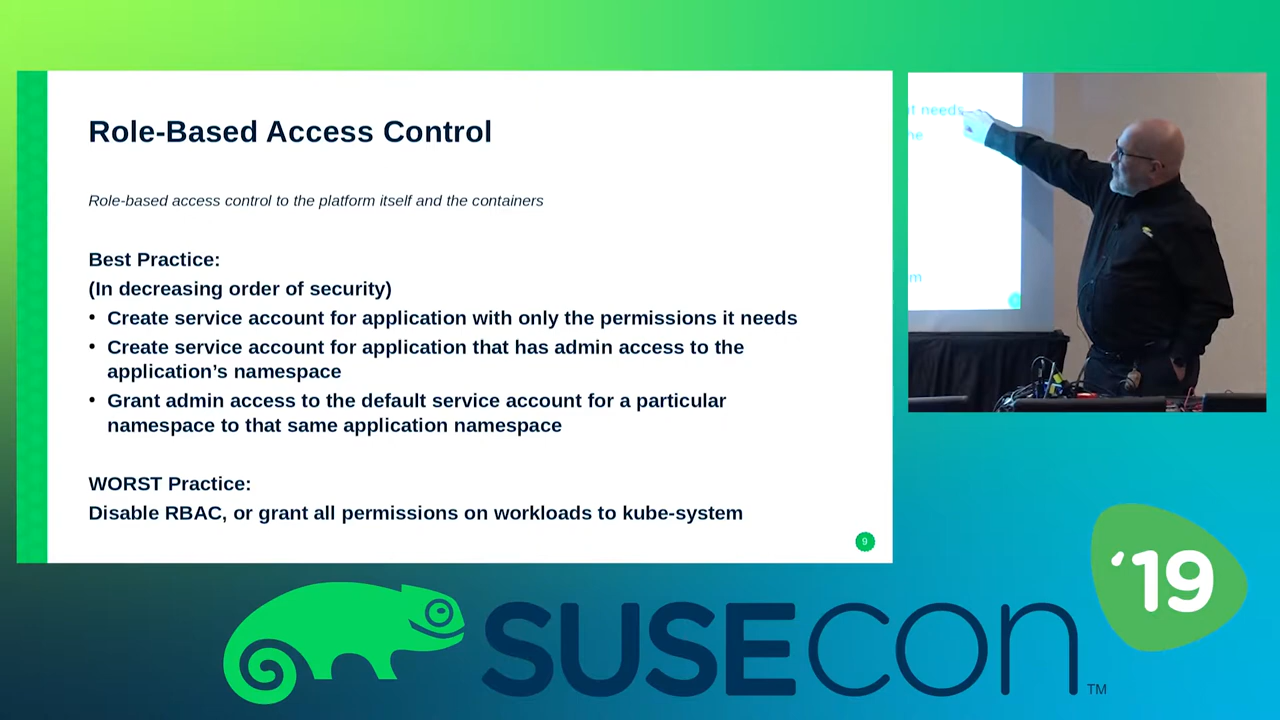 Role-Based Access Control
Role-based access control to the platform itself and the containers
Best Practice:
(In decreasing order of security)
• Create service account for application with only the permissions it needs
• Create service account for application that has admin access to the
application’s namespace
• Grant admin access to the default service account for a particular
namespace to that same application namespace
WORST Practice:
Disable RBAC, or grant all permissions on workloads to kube-system
9
it needs
he
m
SUSECON
TM
‘19